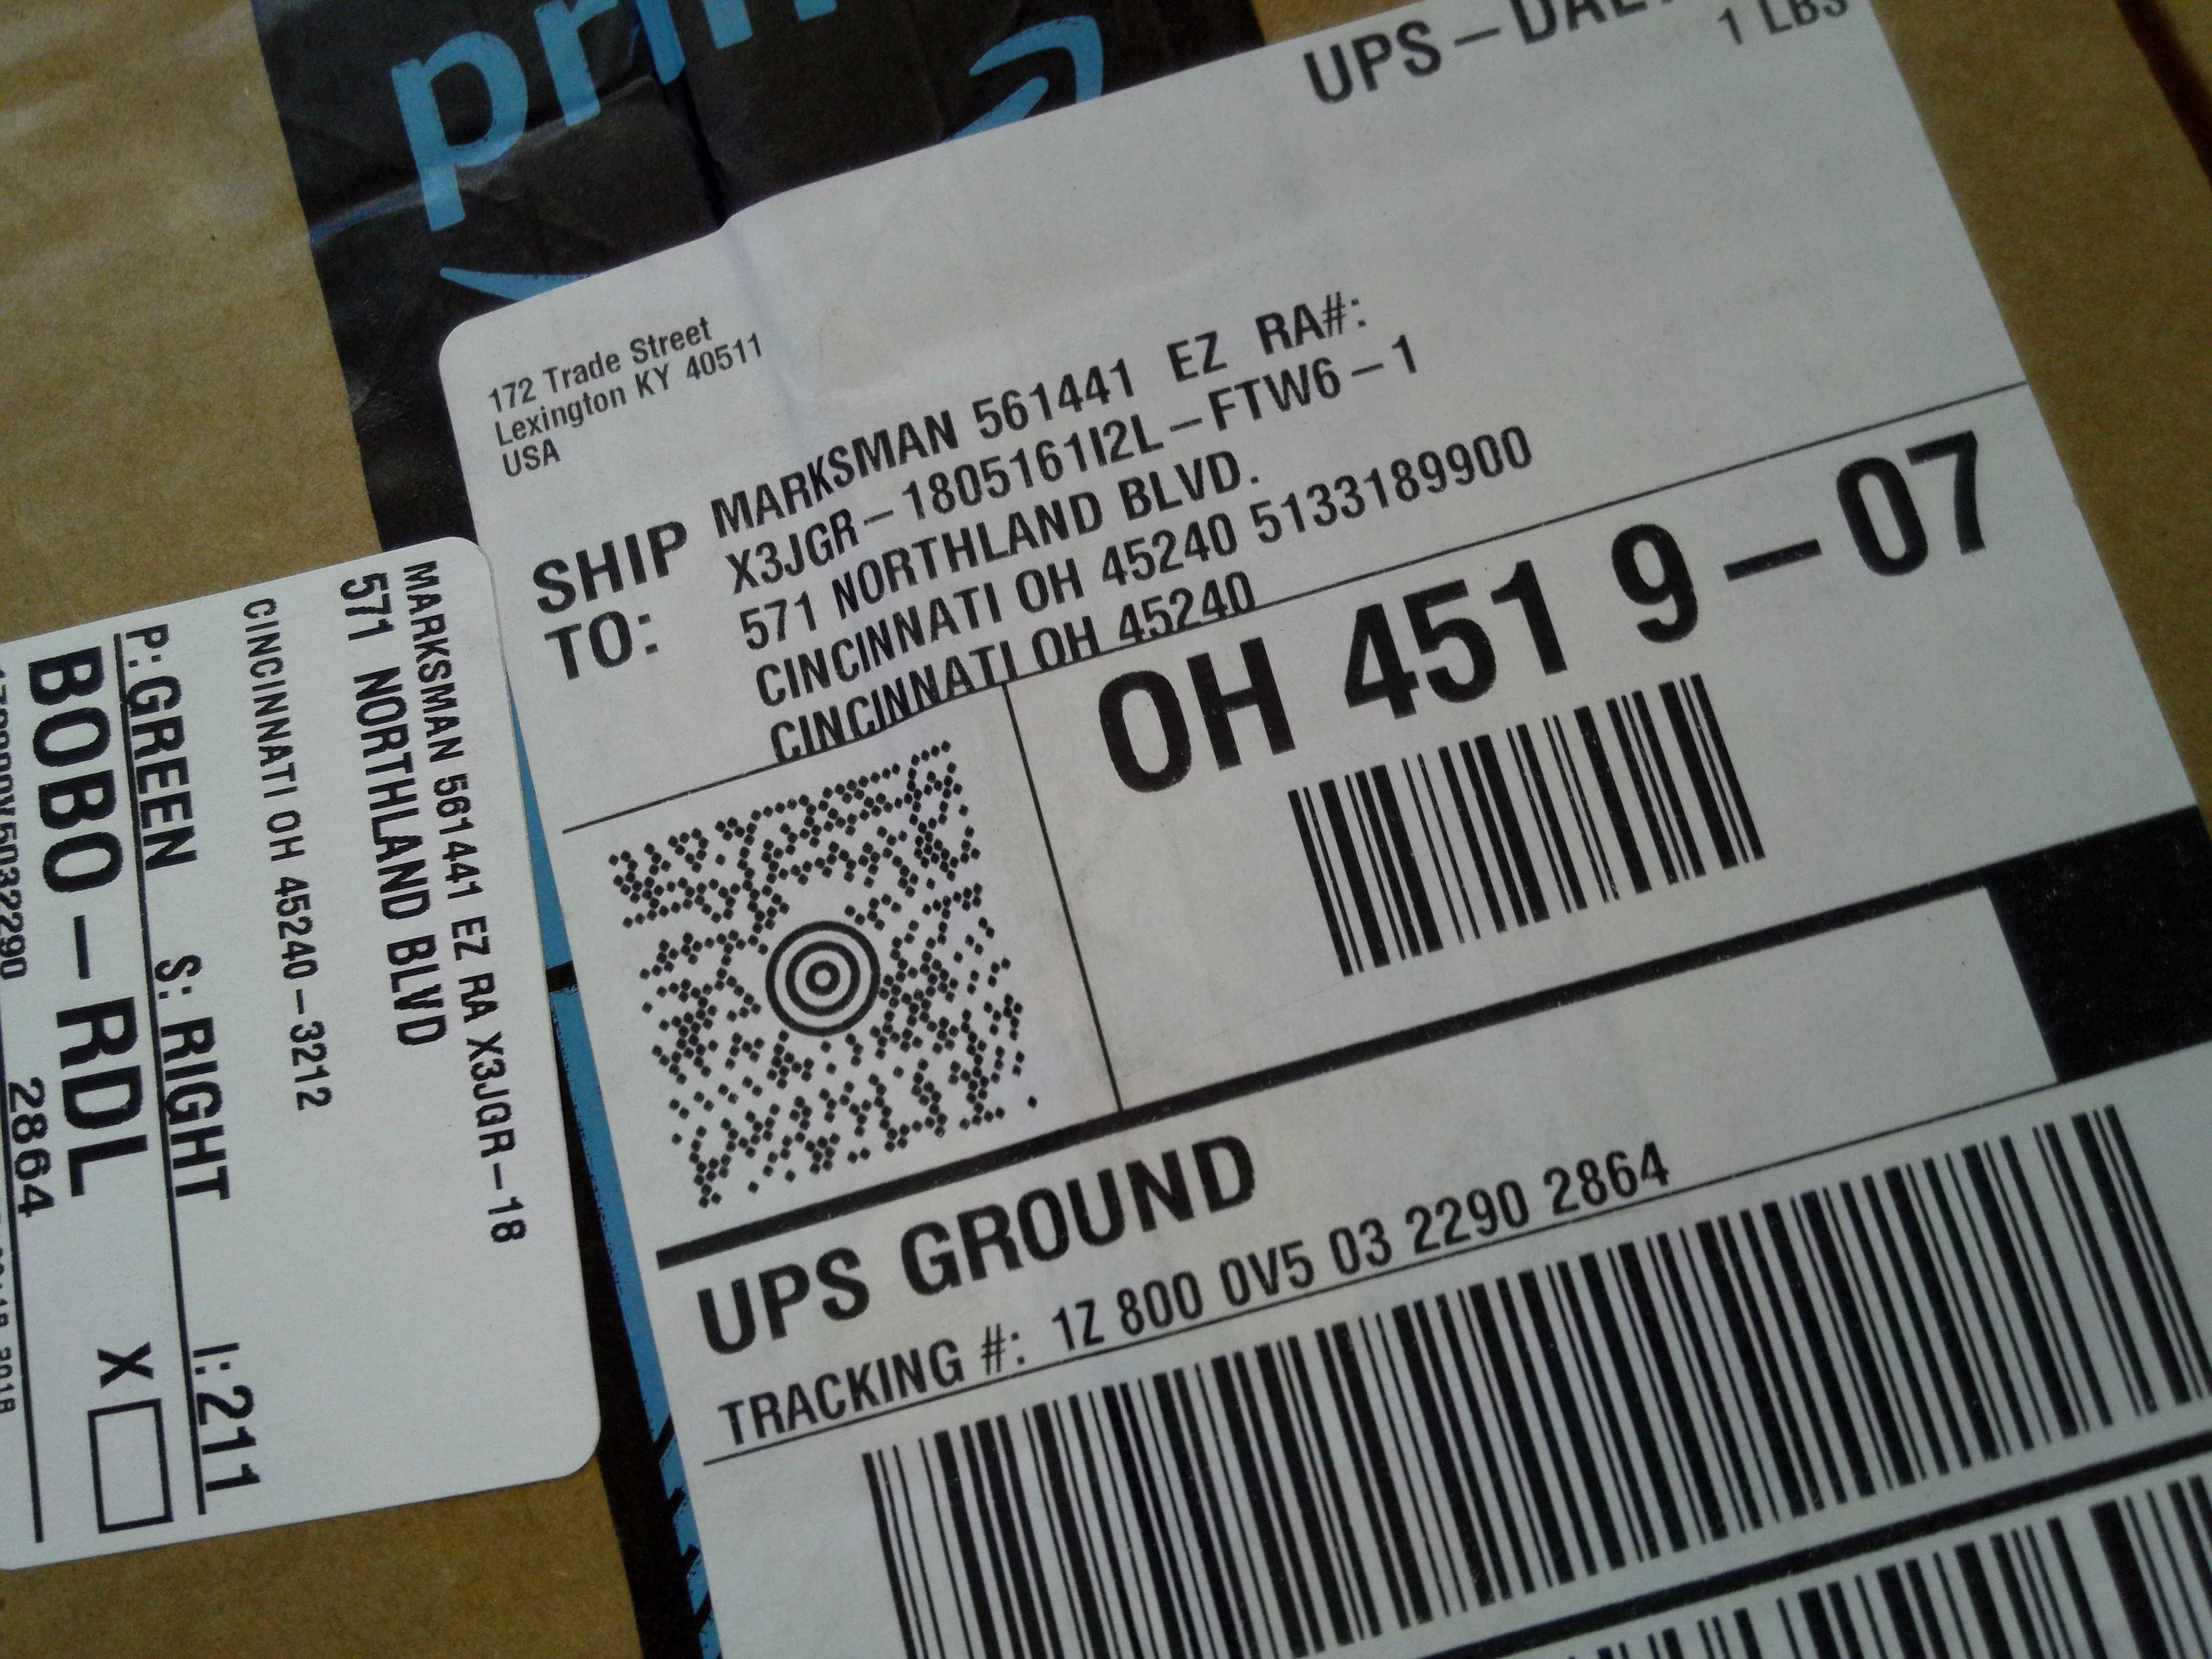 UPS-DAL
1 LBS
172 Trade Street
Lexington KY 40511
USA
SHIP
TO:
MARKSMAN 561441 EZ RA#:
X3JGR-1805161I2L-FTW6-1
571 NORTHLAND BLVD.
CINCINNATI OH 45240 5133189900
CINCINNATI OH 45240
OH 451 9-07
UPS GROUND
TRACKING #: 1Z 800 0V5 03 2290 2864
MARKSMAN 561441 EZ RA X3JGR-18
571 NORTHLAND BLVD
CINCINNATI OH 45240-3212
P: GREEN S: RIGHT I: 211
BOBO-RDL X
2864